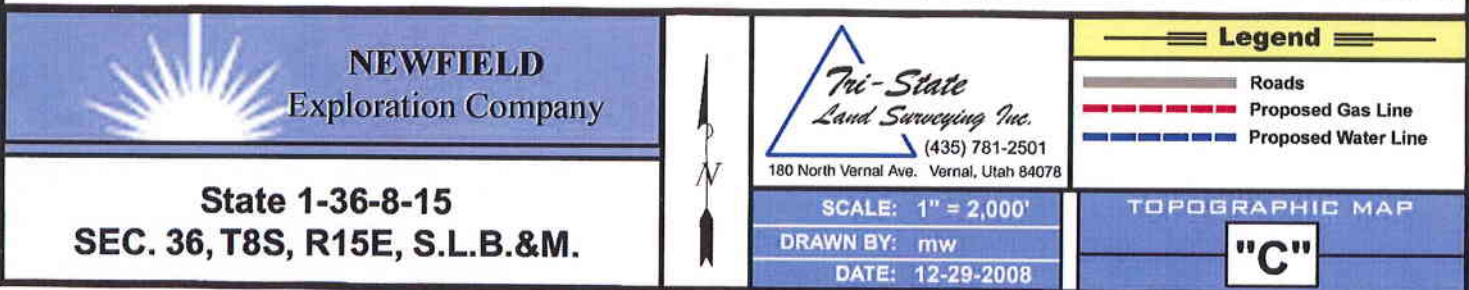 NEWFIELD
Exploration Company
State 1-36-8-15
SEC. 36, T8S, R15E, S.L.B.&M.
N
Tri-State
Land Surveying Inc.
(435) 781-2501
180 North Vernal Ave. Vernal, Utah 84078
SCALE: 1" = 2,000'
DRAWN BY: mw
DATE: 12-29-2008
Legend
Roads
Proposed Gas Line
Proposed Water Line
TOPOGRAPHIC MAP
"C"